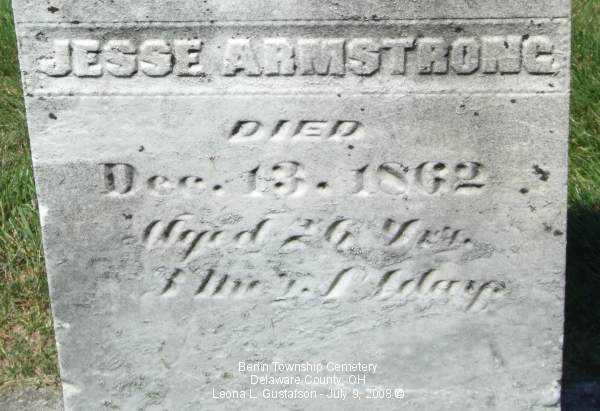 JESSE ARMSTRONG
DIED
Dec. 13. 1862
Aged 26 Yrs.
Berlin Township Cemetery
Delaware County, OH
Leona L. Gustafson - July 9, 2008 ©